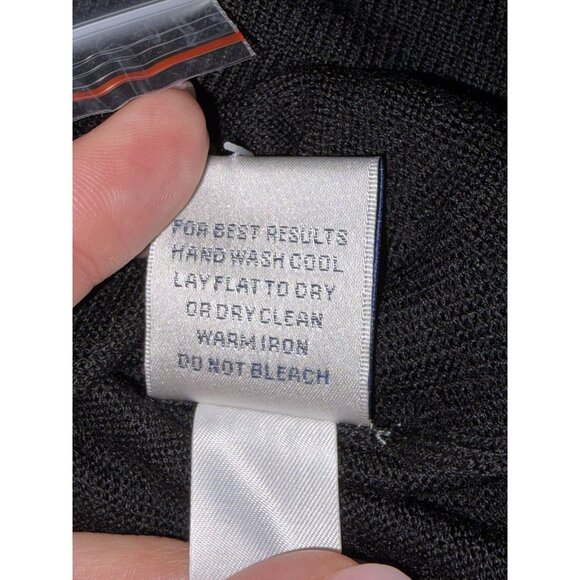 FOR BEST RESULTS
HAND WASH COOL
LAY FLAT TO DRY
OR DRY CLEAN
WARM IRON
DO NOT BLEACH